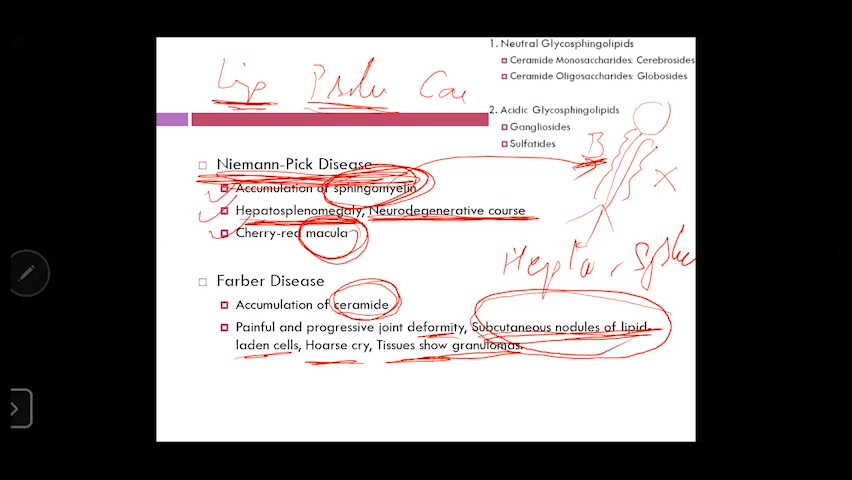 1. Neutral Glycosphingolipids
Ceramide Monosaccharides: Cerebrosides
Ceramide Oligosaccharides: Globosides
2. Acidic Glycosphingolipids
Gangliosides
Sulfatides
B
Niemann-Pick Disease
Accumulation of sphingomyelin
Hepatosplenomegaly, Neurodegenerative course
Cherry-red macula
Farber Disease
Accumulation of ceramide
Painful and progressive joint deformity, Subcutaneous nodules of lipid-
laden cells, Hoarse cry, Tissues show granulomas.